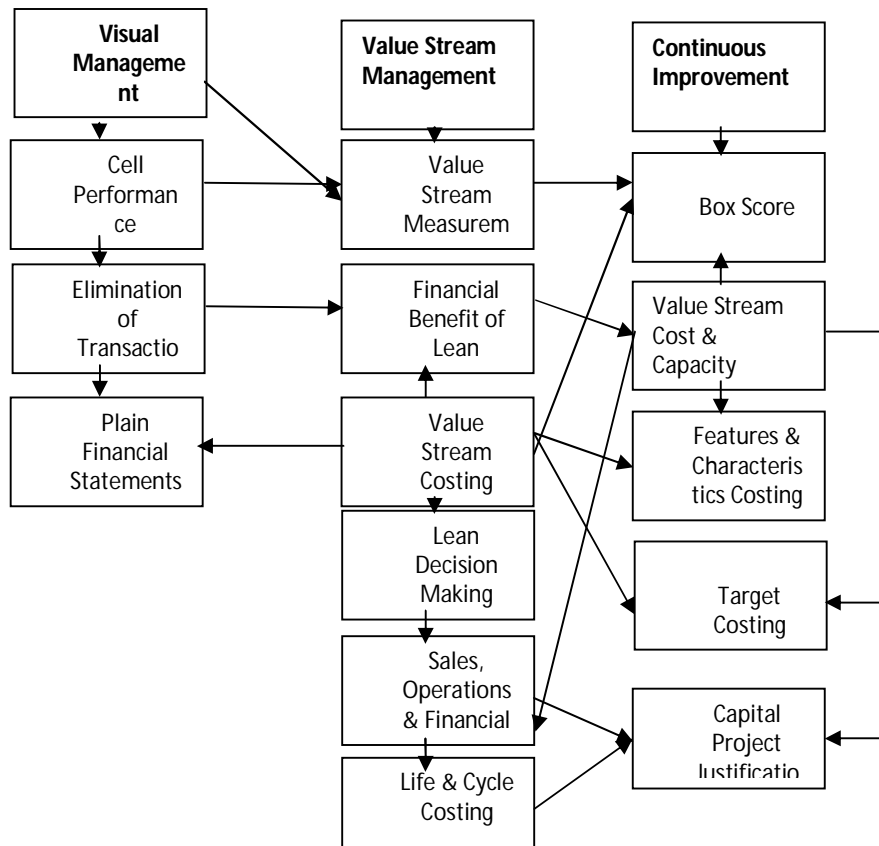 Visual
Manageme
nt
Value Stream
Management
Continuous
Improvement
Cell
Performan
ce
Value
Stream
Measurem
Box Score
Elimination
of
Transactio
Financial
Benefit of
Lean
Value Stream
Cost &
Capacity
Plain
Financial
Statements
Value
Stream
Costing
Features &
Characteris
tics Costing
Lean
Decision
Making
Target
Costing
Sales,
Operations
& Financial
Capital
Project
Justificatio
Life & Cycle
Costing